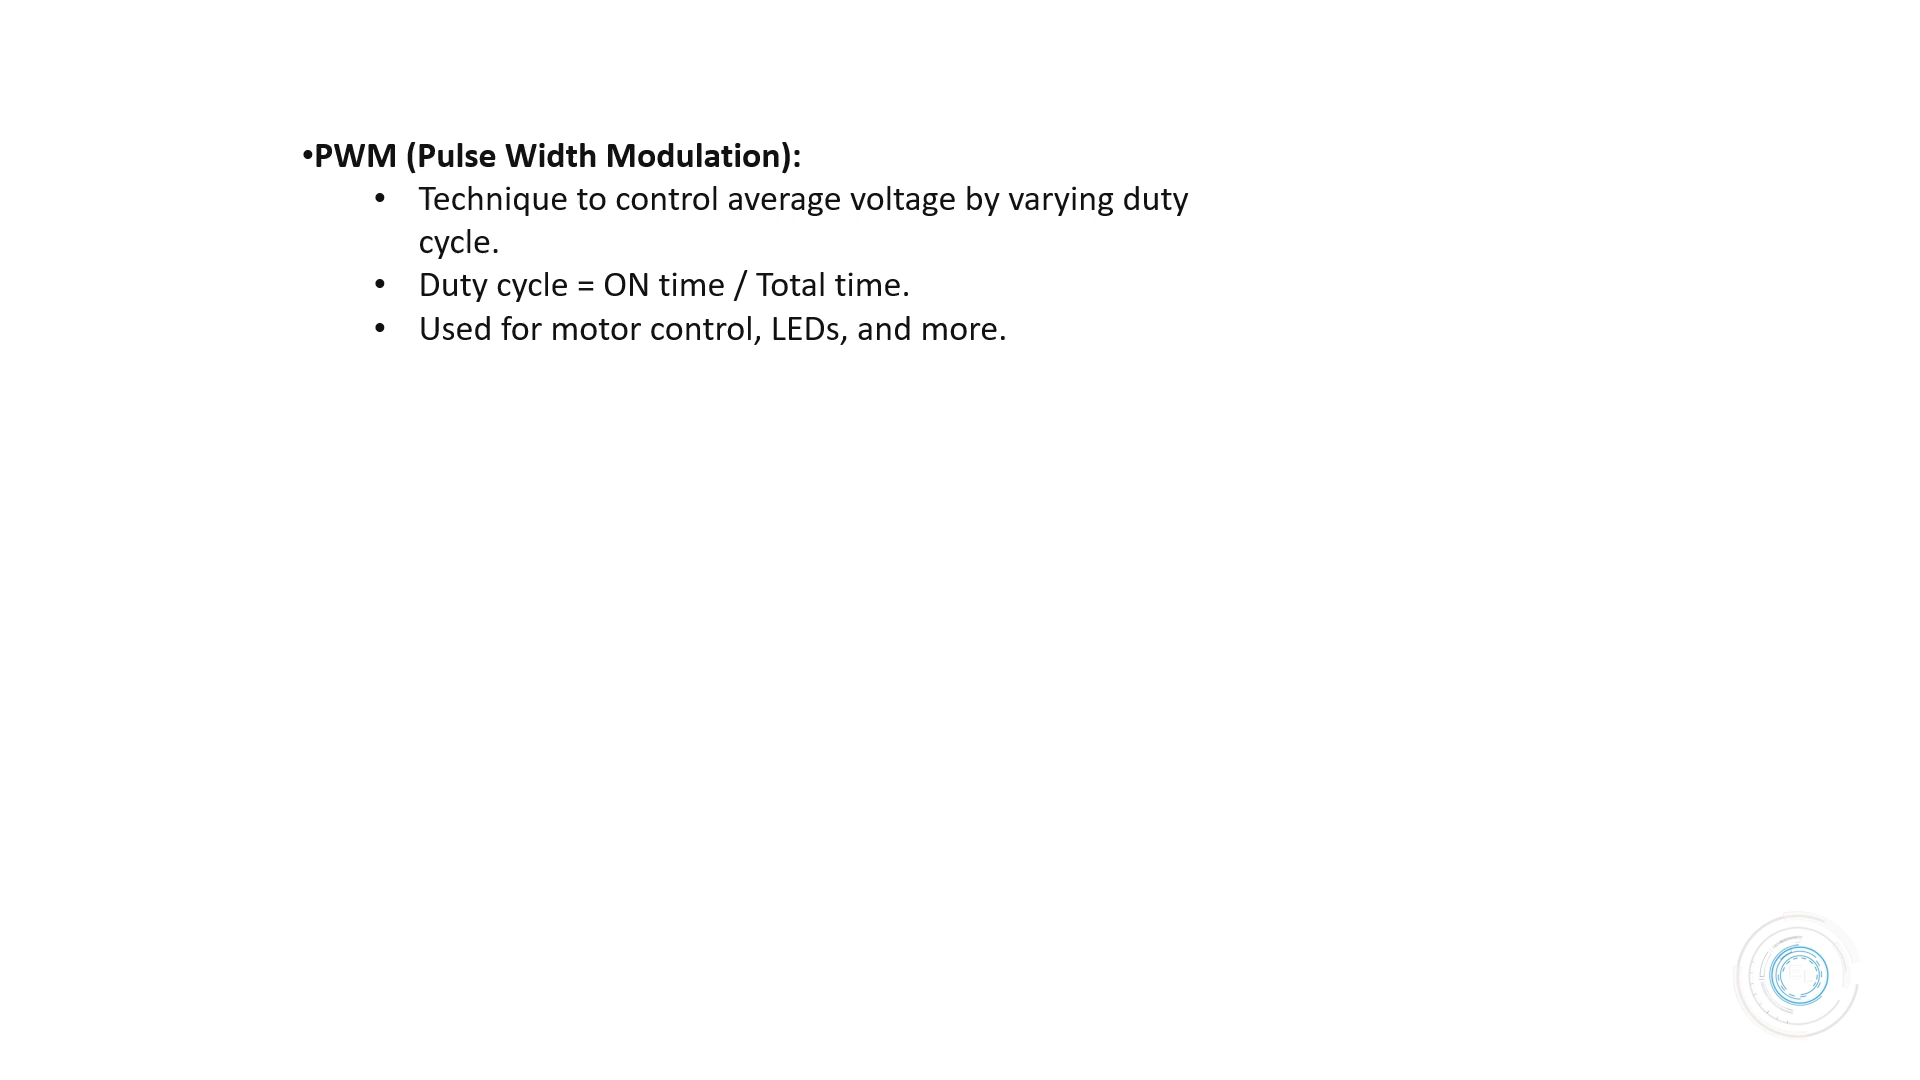 •PWM (Pulse Width Modulation):
• Technique to control average voltage by varying duty
cycle.
• Duty cycle = ON time / Total time.
• Used for motor control, LEDs, and more.